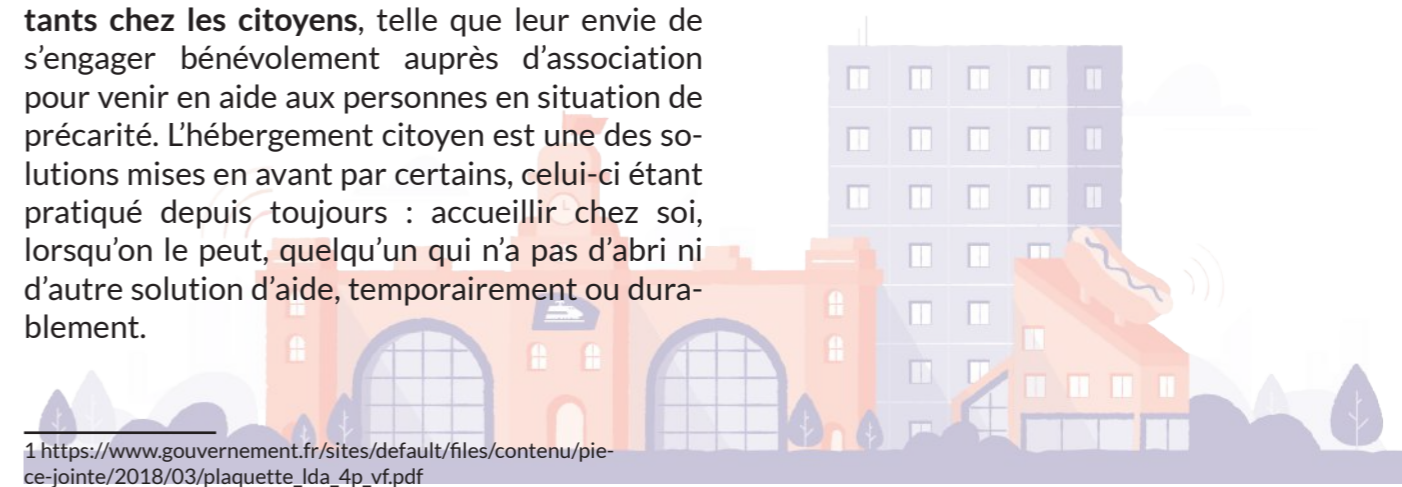 tants chez les citoyens, telle que leur envie de
s’engager bénévolement auprès d’association
pour venir en aide aux personnes en situation de
précarité. L’hébergement citoyen est une des so-
lutions mises en avant par certains, celui-ci étant
pratiqué depuis toujours : accueillir chez soi,
lorsqu’on le peut, quelqu’un qui n’a pas d’abri ni
d’autre solution d’aide, temporairement ou dura-
blement.
1 https://www.gouvernement.fr/sites/default/files/contenu/pie-
ce-jointe/2018/03/plaquette_lda_4p_vf.pdf